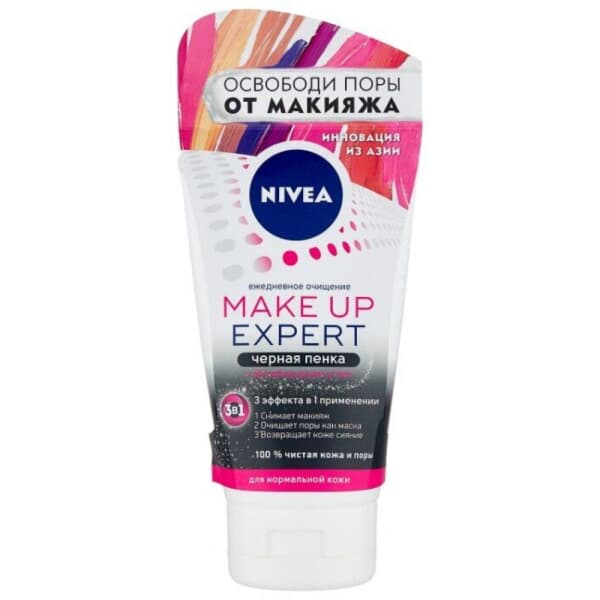 ОСВОБОДИ ПОРЫ
ОТ МАКИЯЖА
ИННОВАЦИЯ
ИЗ АЗИИ
NIVEA
ежедневное очищение
MAKE UP
EXPERT
черная пенка
3в1
3 эффекта в 1 применении
1 Снимает макияж
2 Очищает поры как маска
3 Возвращает коже сияние
100 % чистая кожа и поры
для нормальной кожи